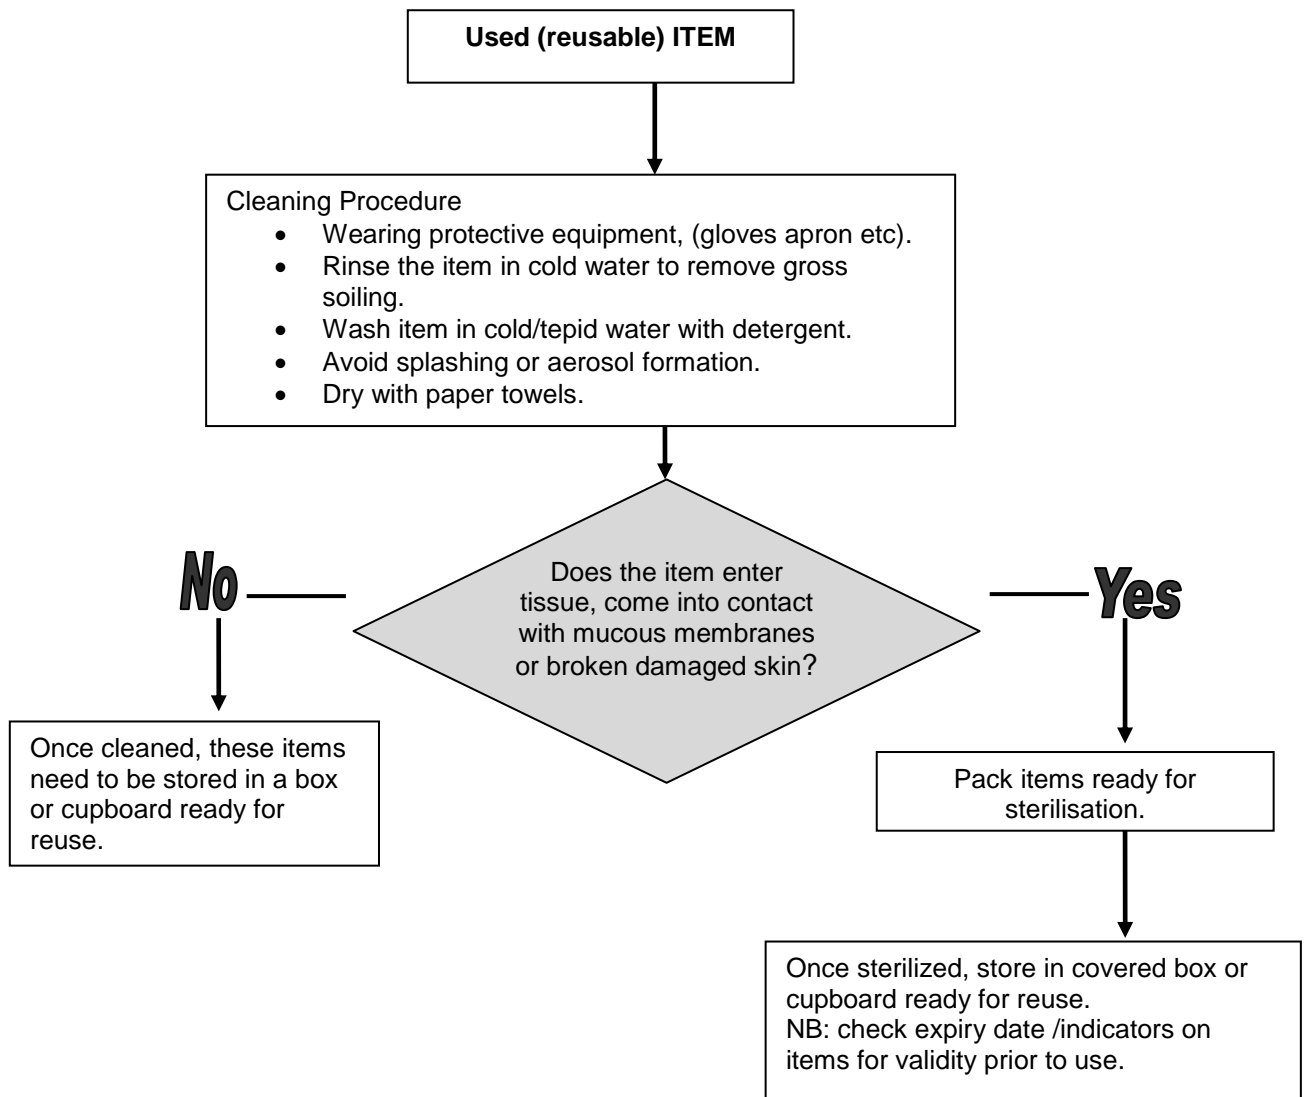 Used (reusable) ITEM
Cleaning Procedure
• Wearing protective equipment, (gloves apron etc).
• Rinse the item in cold water to remove gross
soiling.
• Wash item in cold/tepid water with detergent.
• Avoid splashing or aerosol formation.
• Dry with paper towels.
Does the item enter
tissue, come into contact
with mucous membranes
or broken damaged skin?
No
Yes
Once cleaned, these items
need to be stored in a box
or cupboard ready for
reuse.
Pack items ready for
sterilisation.
Once sterilized, store in covered box or
cupboard ready for reuse.
NB: check expiry date /indicators on
items for validity prior to use.